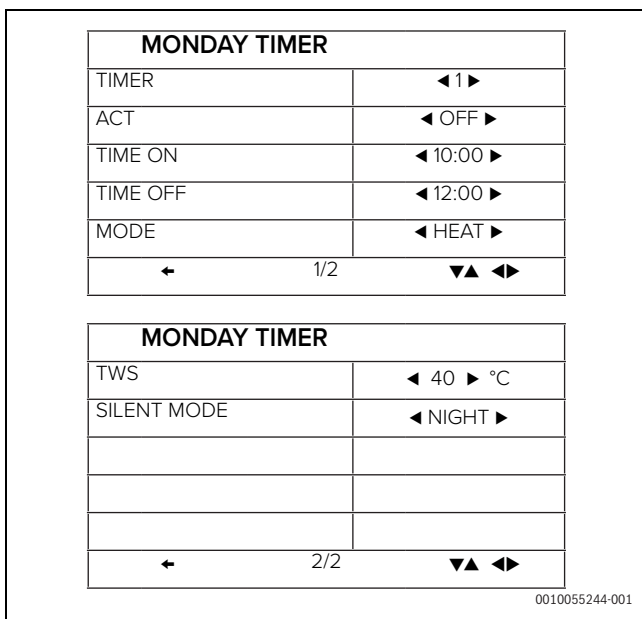 MONDAY TIMER
TIMER ◀ 1 ▶
ACT ◀ OFF ▶
TIME ON ◀ 10:00 ▶
TIME OFF ◀ 12:00 ▶
MODE ◀ HEAT ▶
← 1/2 ▼▲ ◀▶
MONDAY TIMER
TWS ◀ 40 ▶ °C
SILENT MODE ◀ NIGHT ▶
← 2/2 ▼▲ ◀▶
0010055244-001